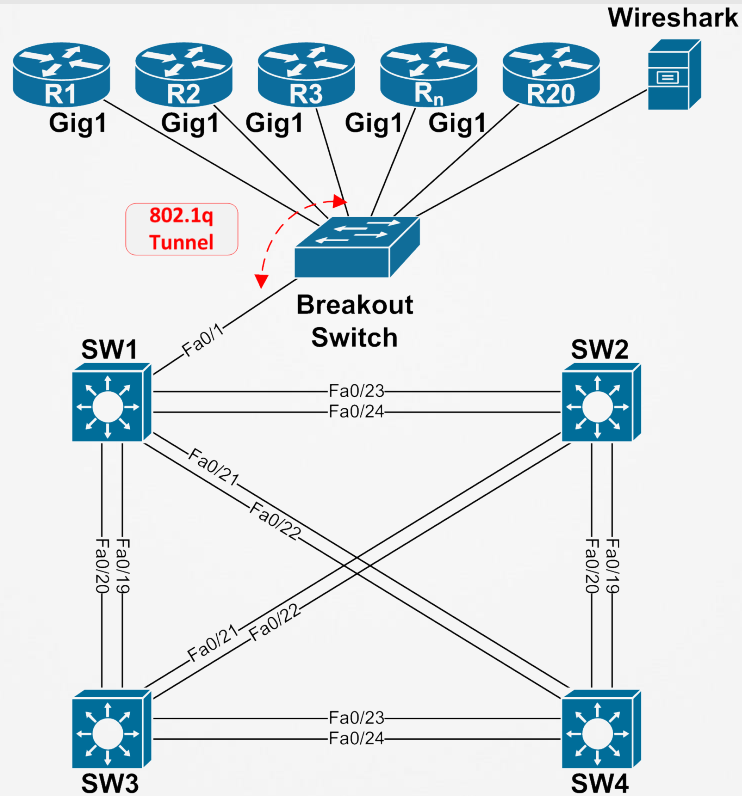 Wireshark
R1
R2
R3
Rn
R20
Gig1
Gig1
Gig1
Gig1
Gig1
802.1q
Tunnel
Breakout
Switch
Fa0/1
SW1
SW2
Fa0/23
Fa0/24
Fa0/21
Fa0/22
Fa0/20
Fa0/19
Fa0/20
Fa0/19
Fa0/21
Fa0/22
Fa0/23
Fa0/24
SW3
SW4